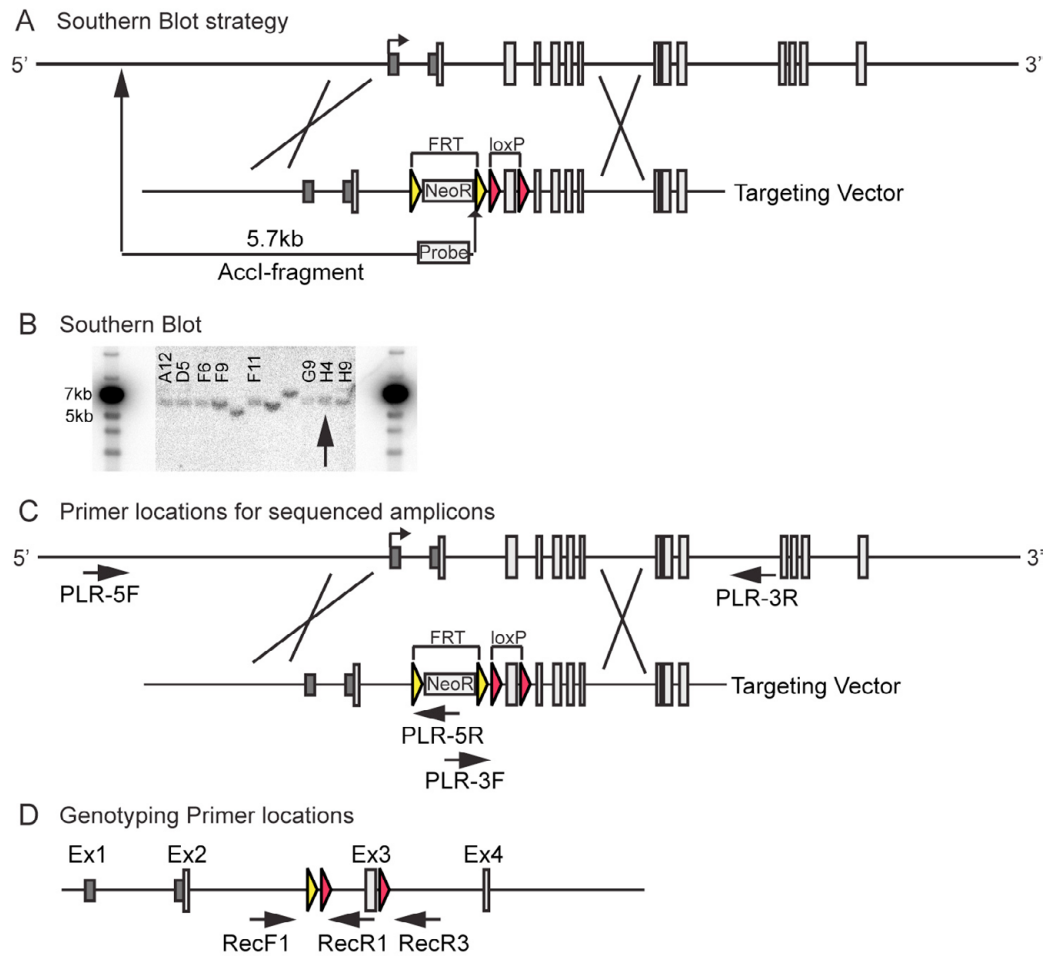 A Southern Blot strategy
5' 3'
FRT loxP
NeoR
Targeting Vector
5.7kb
Probe
AccI-fragment
B Southern Blot
A12 D5 F6 F9 F11 G9 H4 H9
7kb
5kb
C Primer locations for sequenced amplicons
5' 3'
PLR-5F
PLR-3R
FRT loxP
NeoR
Targeting Vector
PLR-5R
PLR-3F
D Genotyping Primer locations
Ex1 Ex2 Ex3 Ex4
RecF1 RecR1 RecR3